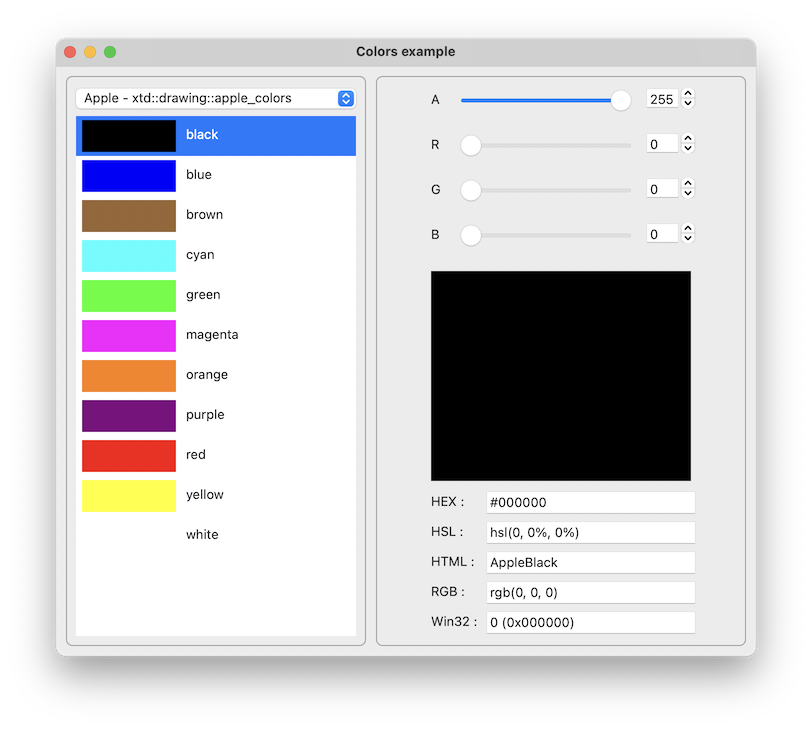 Colors example
Apple - xtd::drawing::apple_colors
black
blue
brown
cyan
green
magenta
orange
purple
red
yellow
white
A 255
R 0
G 0
B 0
HEX : #000000
HSL : hsl(0, 0%, 0%)
HTML : AppleBlack
RGB : rgb(0, 0, 0)
Win32 : 0 (0x000000)